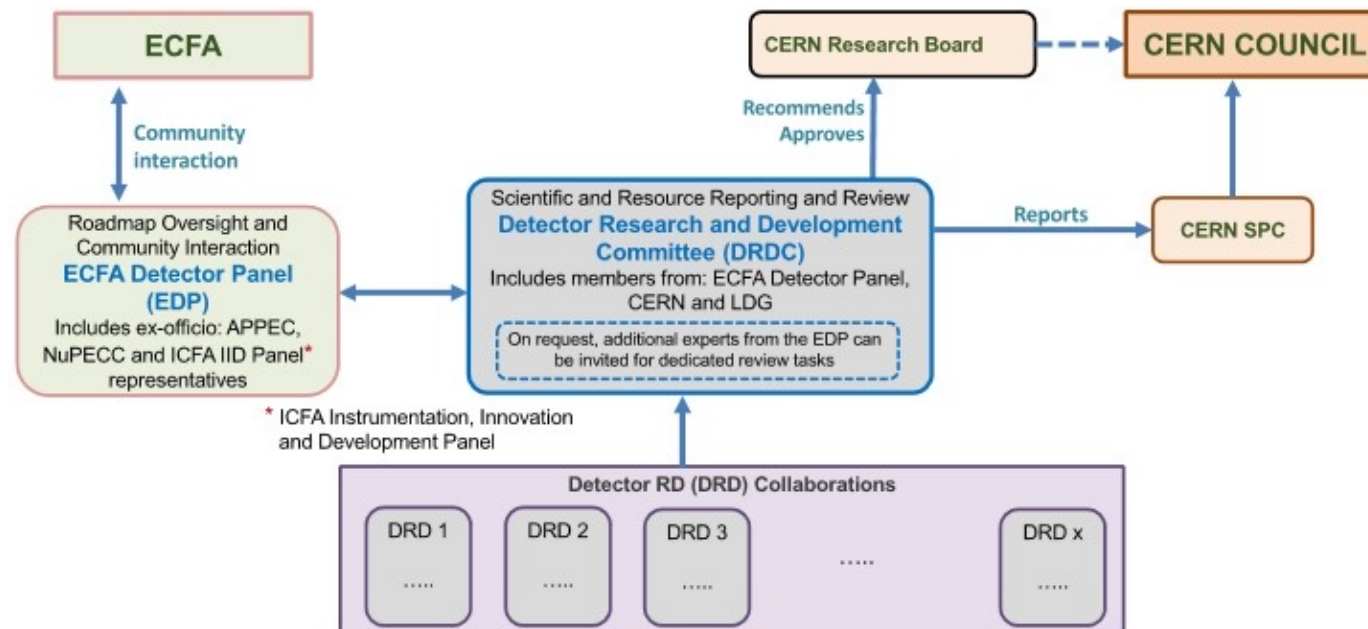 ECFA
CERN Research Board
CERN COUNCIL
Community
interaction
Recommends
Approves
Roadmap Oversight and
Community Interaction
ECFA Detector Panel
(EDP)
Includes ex-officio: APPEC,
NuPECC and ICFA IID Panel*
representatives
Scientific and Resource Reporting and Review
Detector Research and Development
Committee (DRDC)
Includes members from: ECFA Detector Panel,
CERN and LDG
On request, additional experts from the EDP can
be invited for dedicated review tasks
Reports
CERN SPC
* ICFA Instrumentation, Innovation
and Development Panel
Detector RD (DRD) Collaborations
DRD 1
.....
DRD 2
.....
DRD 3
.....
.....
DRD x
.....